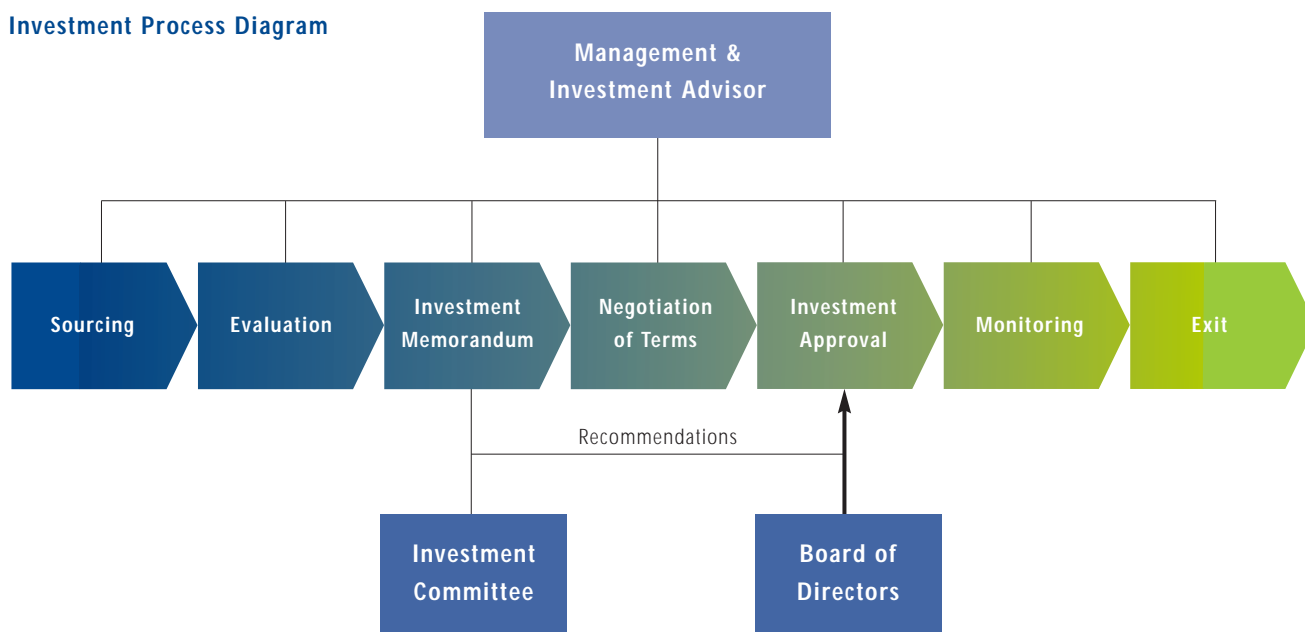 Investment Process Diagram
Management &
Investment Advisor
Sourcing
Evaluation
Investment
Memorandum
Negotiation
of Terms
Investment
Approval
Monitoring
Exit
Recommendations
Investment
Committee
Board of
Directors